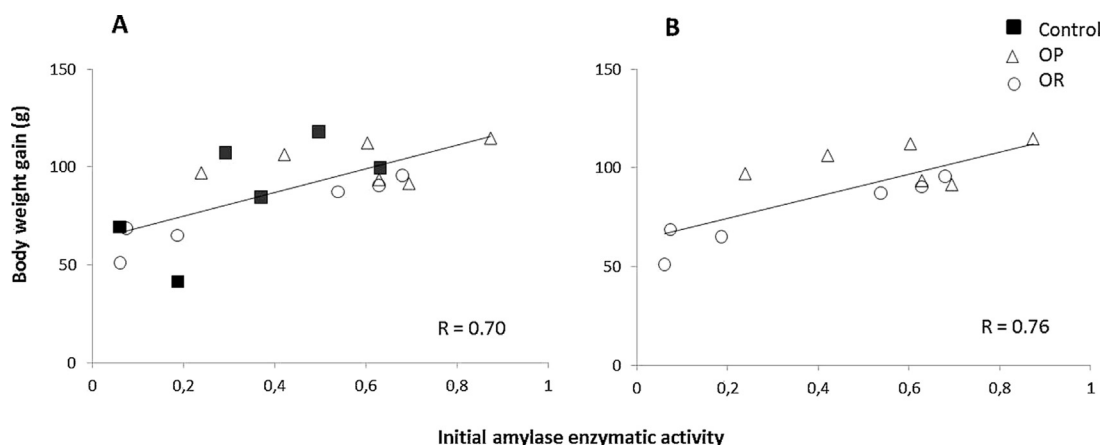 A
B
Control
OP
OR
Body weight gain (g)
150
100
50
0
0 0,2 0,4 0,6 0,8 1
R = 0.70
150
100
50
0
0 0,2 0,4 0,6 0,8 1
R = 0.76
Initial amylase enzymatic activity